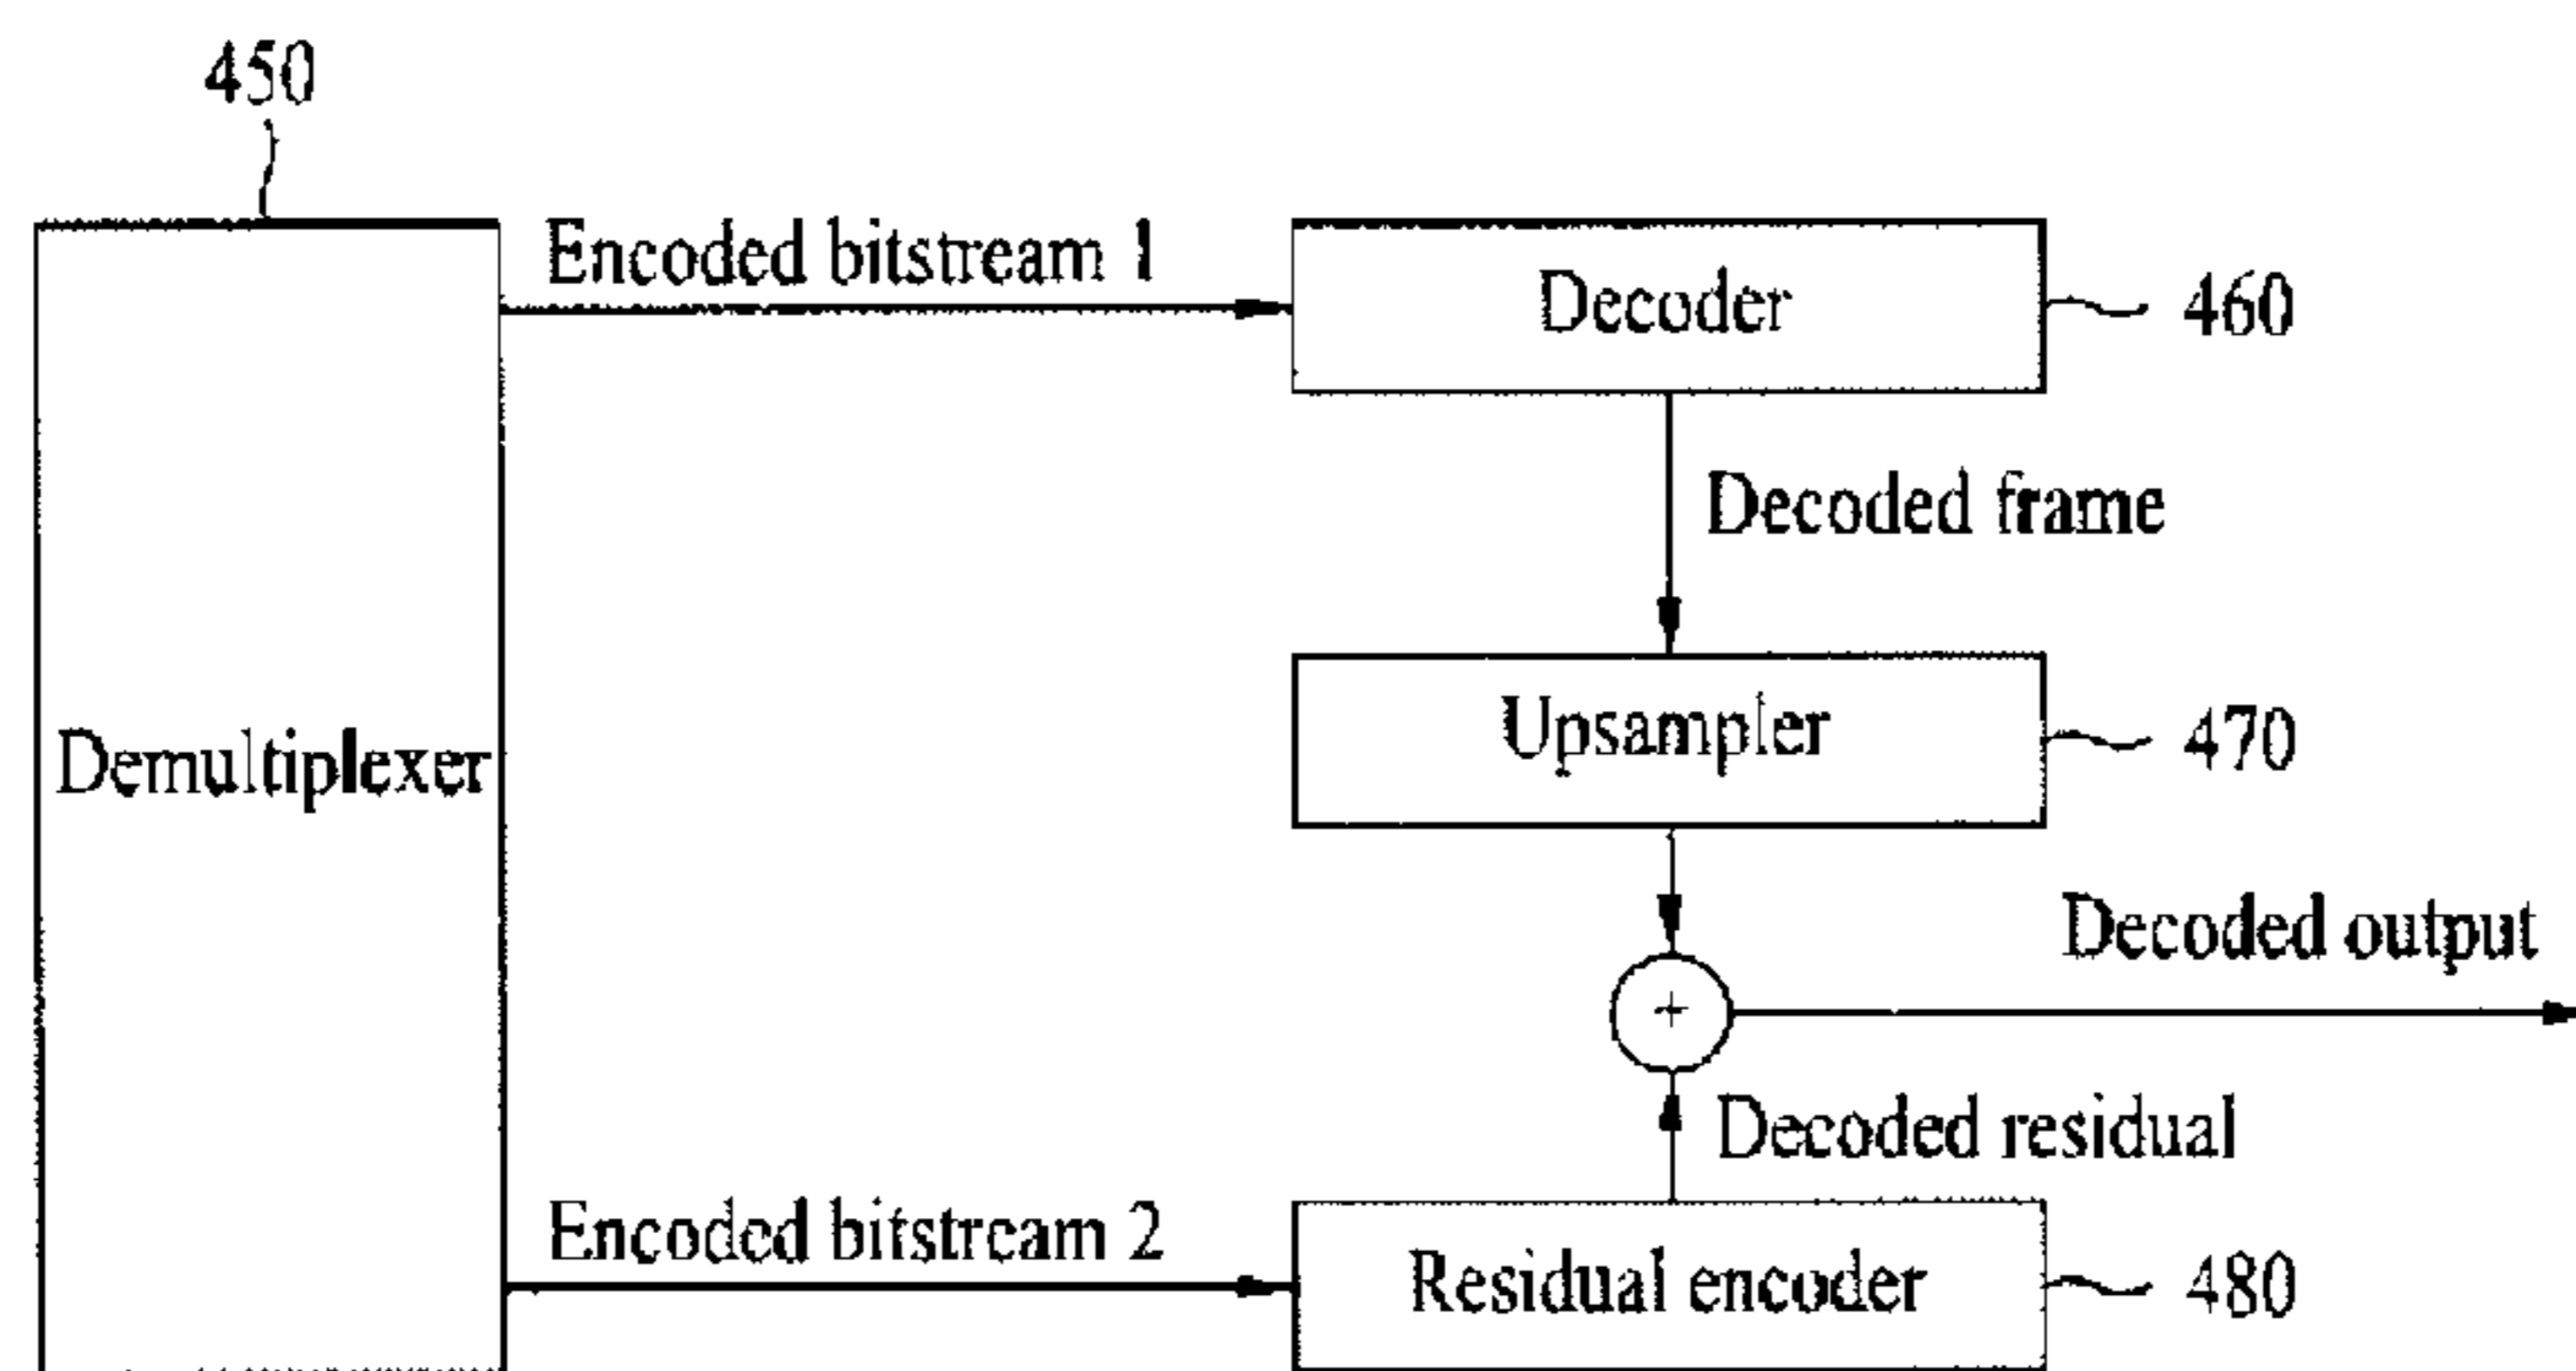 450
Encoded bitstream 1
Decoder
460
Decoded frame
Demultiplexer
Upsampler
470
Decoded output
+
Decoded residual
Encoded bitstream 2
Residual encoder
480